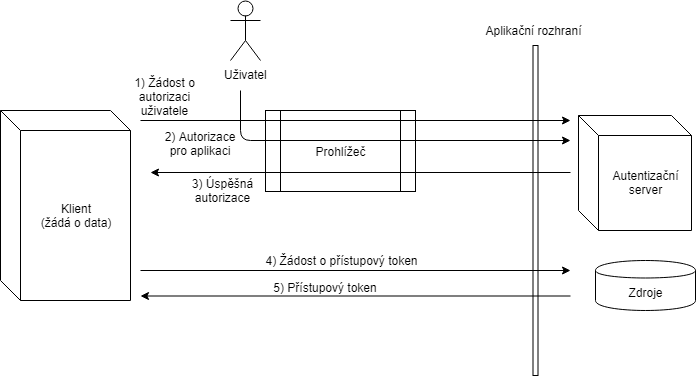 Aplikační rozhraní
Uživatel
1) Žádost o
autorizaci
uživatele
2) Autorizace
pro aplikaci
Prohlížeč
3) Úspěšná
autorizace
Autentizační
server
Klient
(žádá o data)
4) Žádost o přístupový token
5) Přístupový token
Zdroje